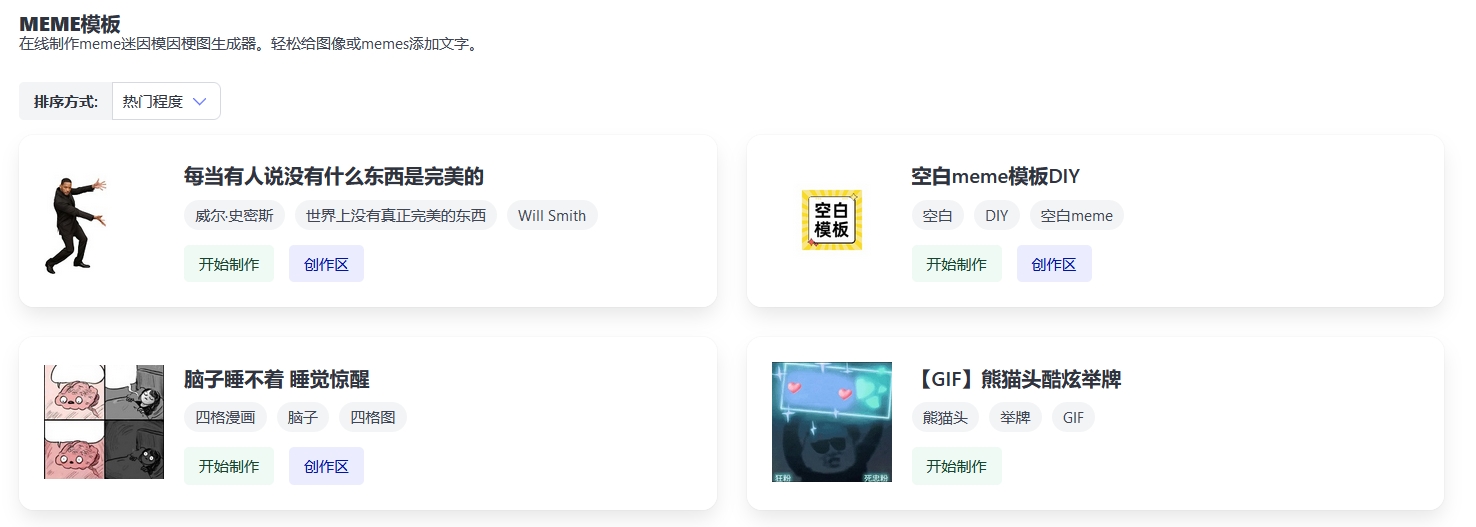 MEME模板
在线制作meme迷因模因梗图生成器。轻松给图像或memes添加文字。
排序方式: 热门程度
每当有人说没有什么东西是完美的
威尔·史密斯 世界上没有真正完美的东西 Will Smith
开始制作 创作区
空白
模板
空白meme模板DIY
空白 DIY 空白meme
开始制作 创作区
脑子睡不着 睡觉惊醒
四格漫画 脑子 四格图
开始制作 创作区
狂粉 死忠粉
【GIF】熊猫头酷炫举牌
熊猫头 举牌 GIF
开始制作